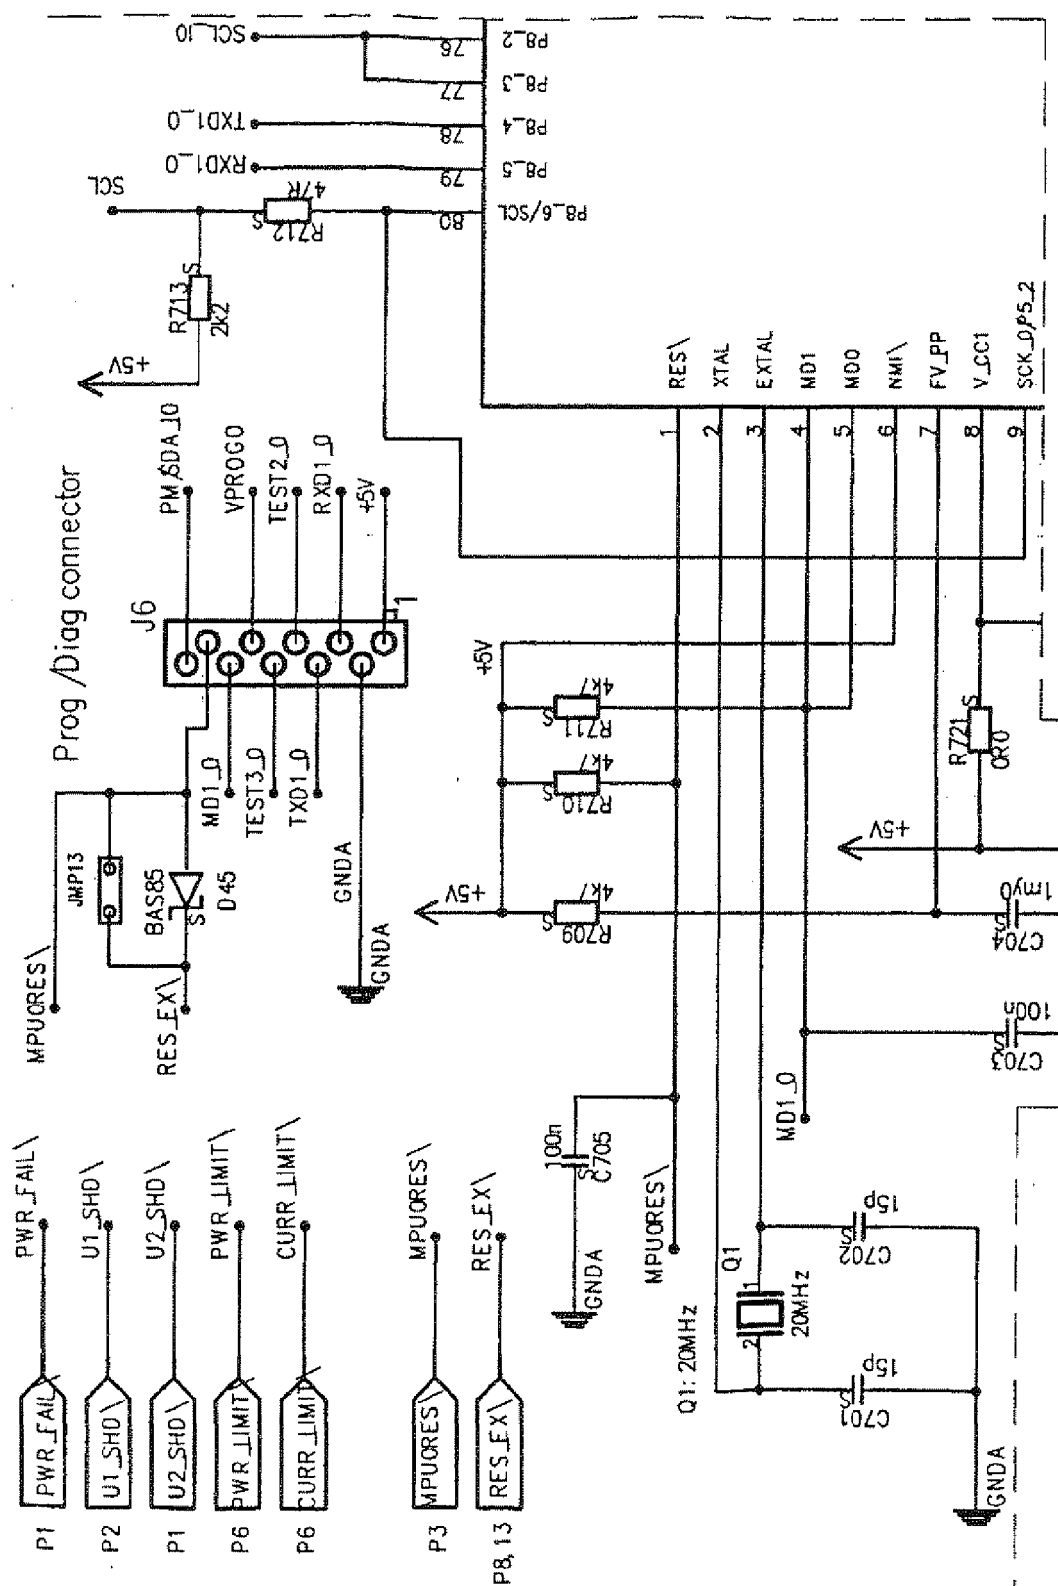 SCL_IO
76
P8_2
77
P8_3
TXD1_0
78
P8_4
RXD1_0
79
P8_5
SCL
47R
S
R712
80
P8_6/SCL
R713
S
2K2
+5V
RES\
XTAL
EXTAL
MD1
MD0
NMI\
FV_PP
V_CC1
SCK_0P5_2
1
2
3
4
5
6
7
8
9
Prog /Diag connector
PM/SDA_IO
VPROGO
TEST2_0
RXD1_0
+5V
J6
1
MD1_0
TEST3_0
TXD1_0
GNDA
GNDA
JMP13
BAS85
S
D45
MPUORES\
RES_EX\
+5V
4k7
S
R711
4k7
S
R710
+5V
4k7
S
R709
R721
S
0R0
+5V
1my0
S
C704
100n
S
C703
MD1_0
100n
S
C705
GNDA
MPUORES\
PWR_FAIL\
U1_SHD\
U2_SHD\
PWR_LIMIT\
CURR_LIMIT\
MPUORES\
RES_EX\
Q1
1
2
20MHz
Q1: 20MHz
15p
S
C702
15p
S
C701
GNDA
PWR_FAIL\
U1_SHD\
U2_SHD\
PWR_LIMIT\
CURR_LIMIT\
MPUORES\
RES_EX\
P1
P2
P1
P6
P6
P3
P8,13